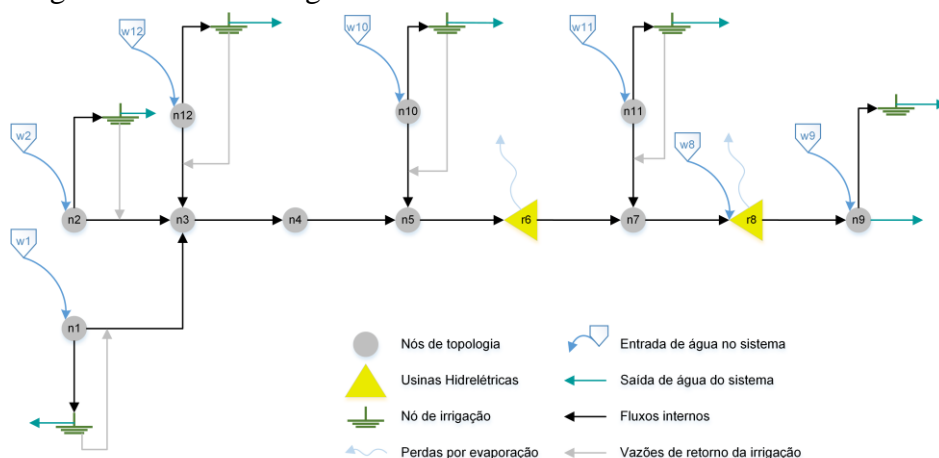 w12
w10
w11
n12
n10
n11
w2
w8
w9
n2
n3
n4
n5
r6
n7
r8
n9
w1
n1
Nós de topologia
Entrada de água no sistema
Usinas Hidrelétricas
Saída de água do sistema
Nó de irrigação
Fluxos internos
Perdas por evaporação
Vazões de retorno da irrigação